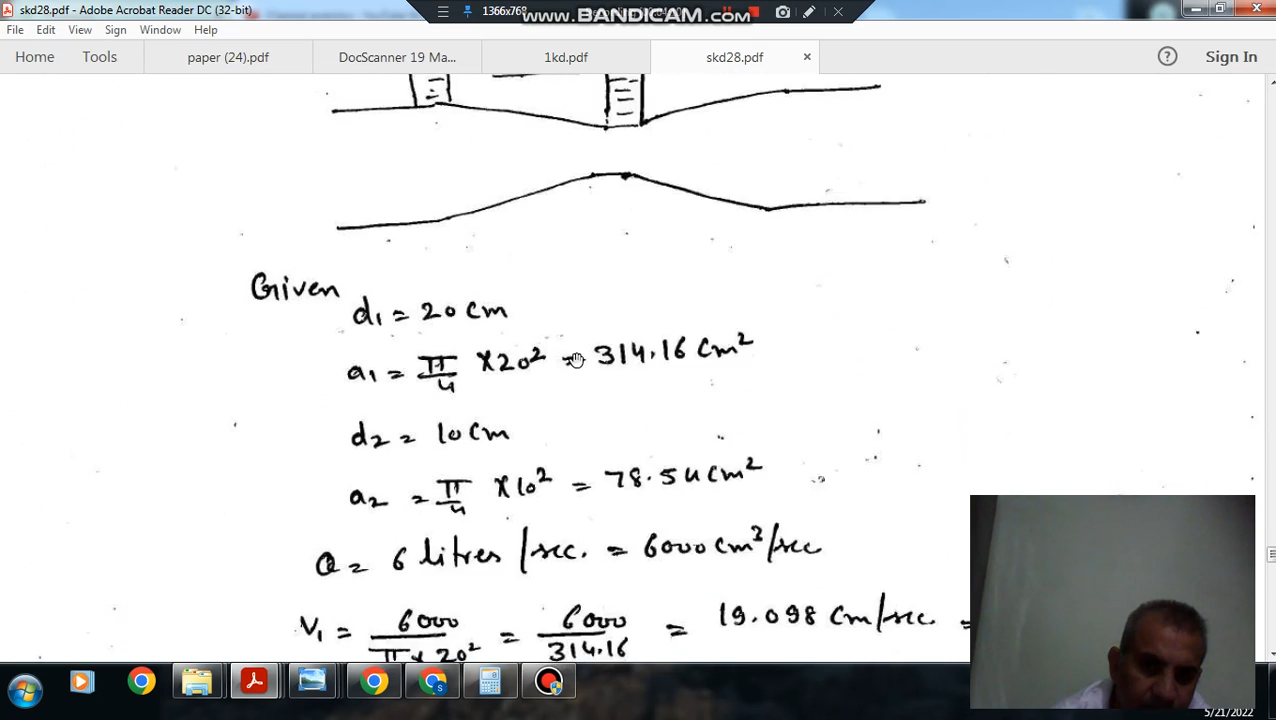 skd28.pdf - Adobe Acrobat Reader DC (32-bit)
1366x768
www.BANDICAM.com
File Edit View Sign Window Help
Home Tools paper (24).pdf DocScanner 19 Ma... 1kd.pdf skd28.pdf Sign In
Given
d1 = 20 cm
a1 = π/4 × 20² = 314.16 cm²
d2 = 10 cm
a2 = π/4 × 10² = 78.54 cm²
Q = 6 litres /sec. = 6000 cm³/sec
V1 = 6000/π × 20² = 6000/314.16 = 19.098 cm/sec. =
5/21/2022